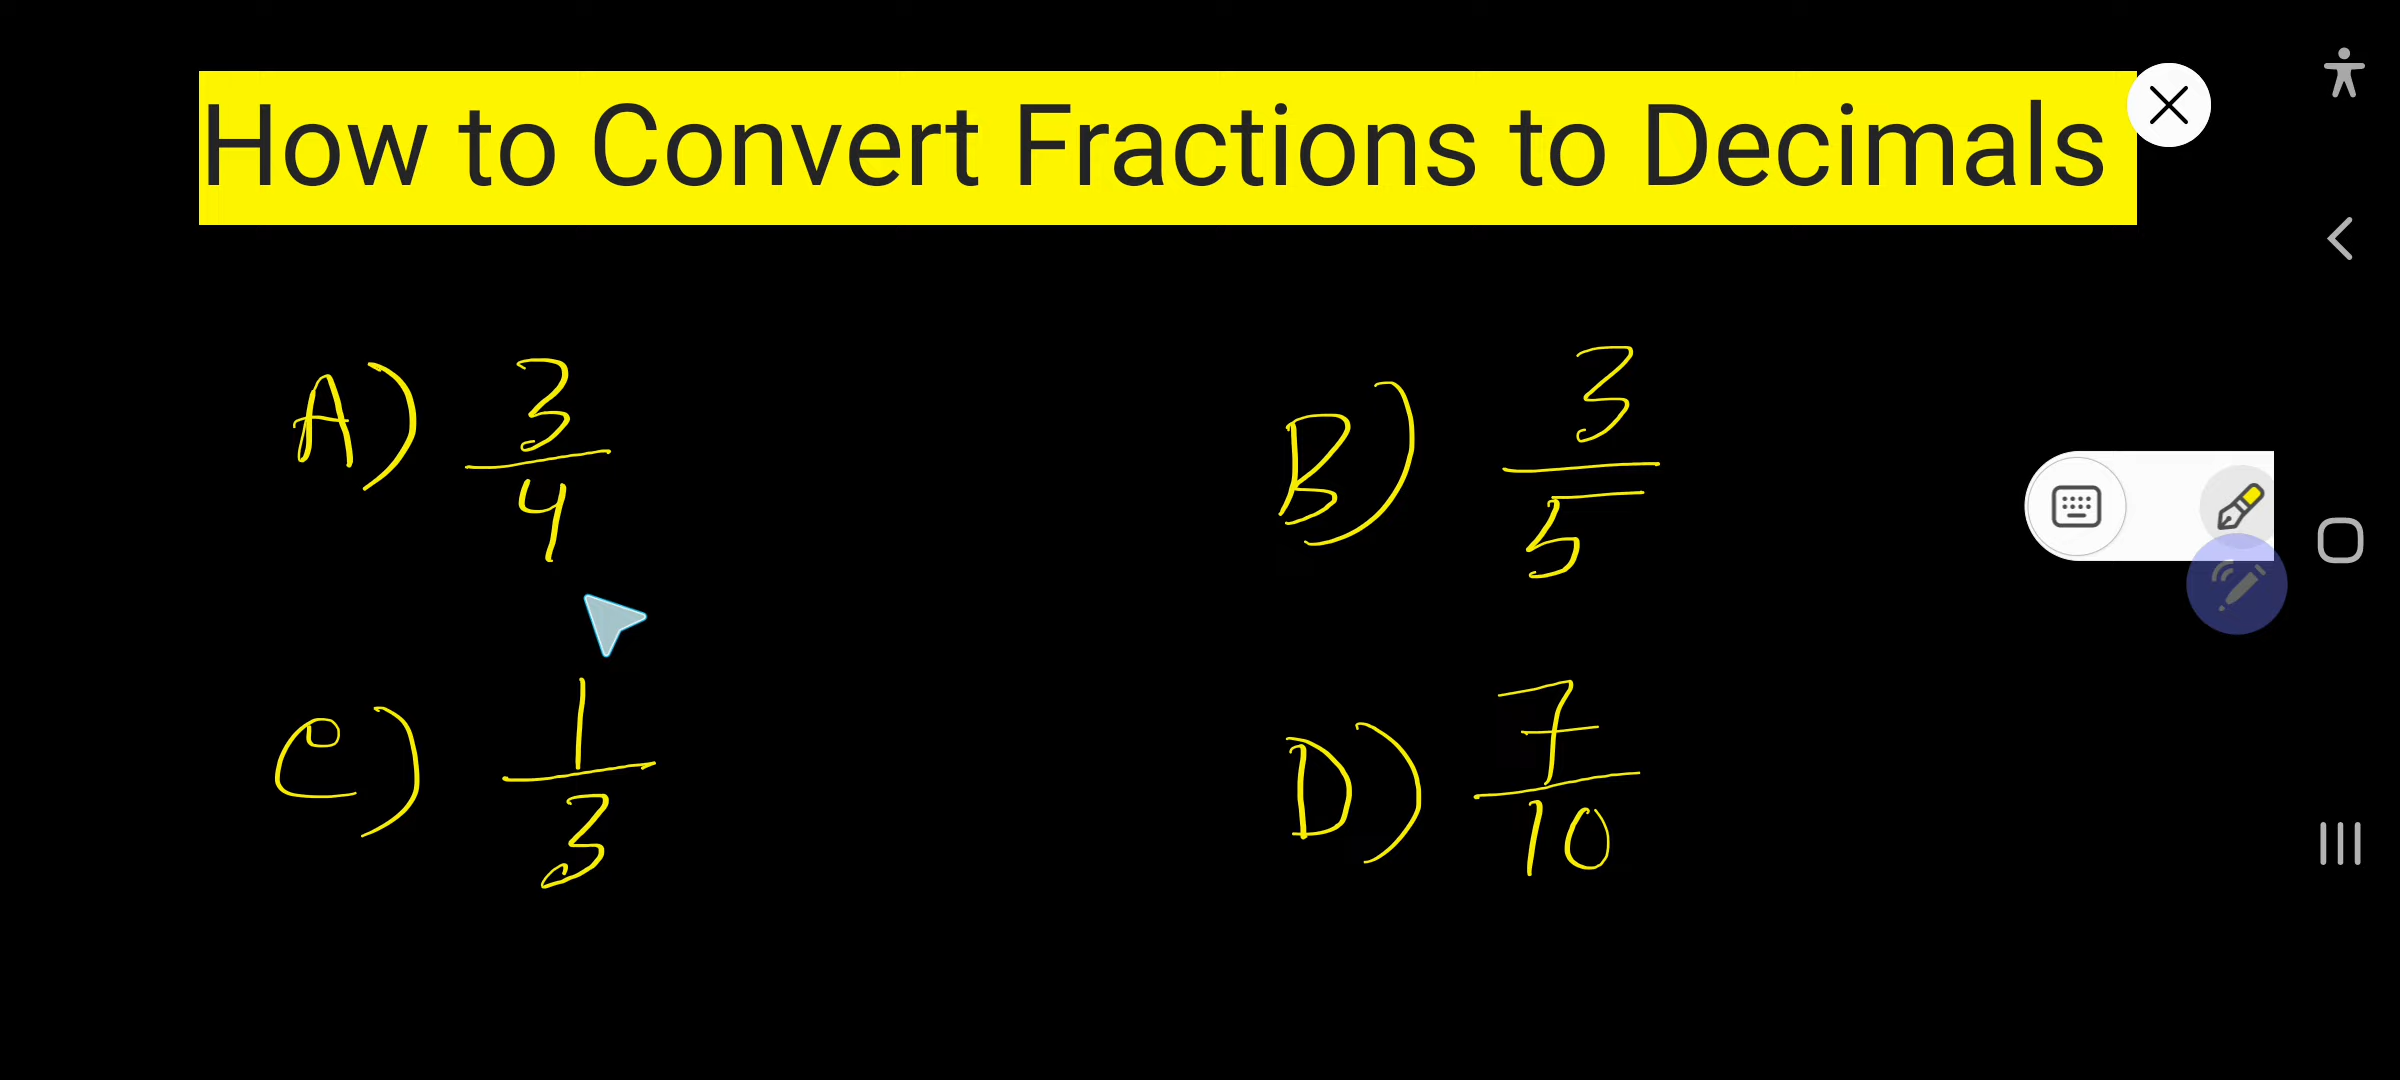 How to Convert Fractions to Decimals
A) 3/4
B) 3/5
C) 1/3
D) 7/10